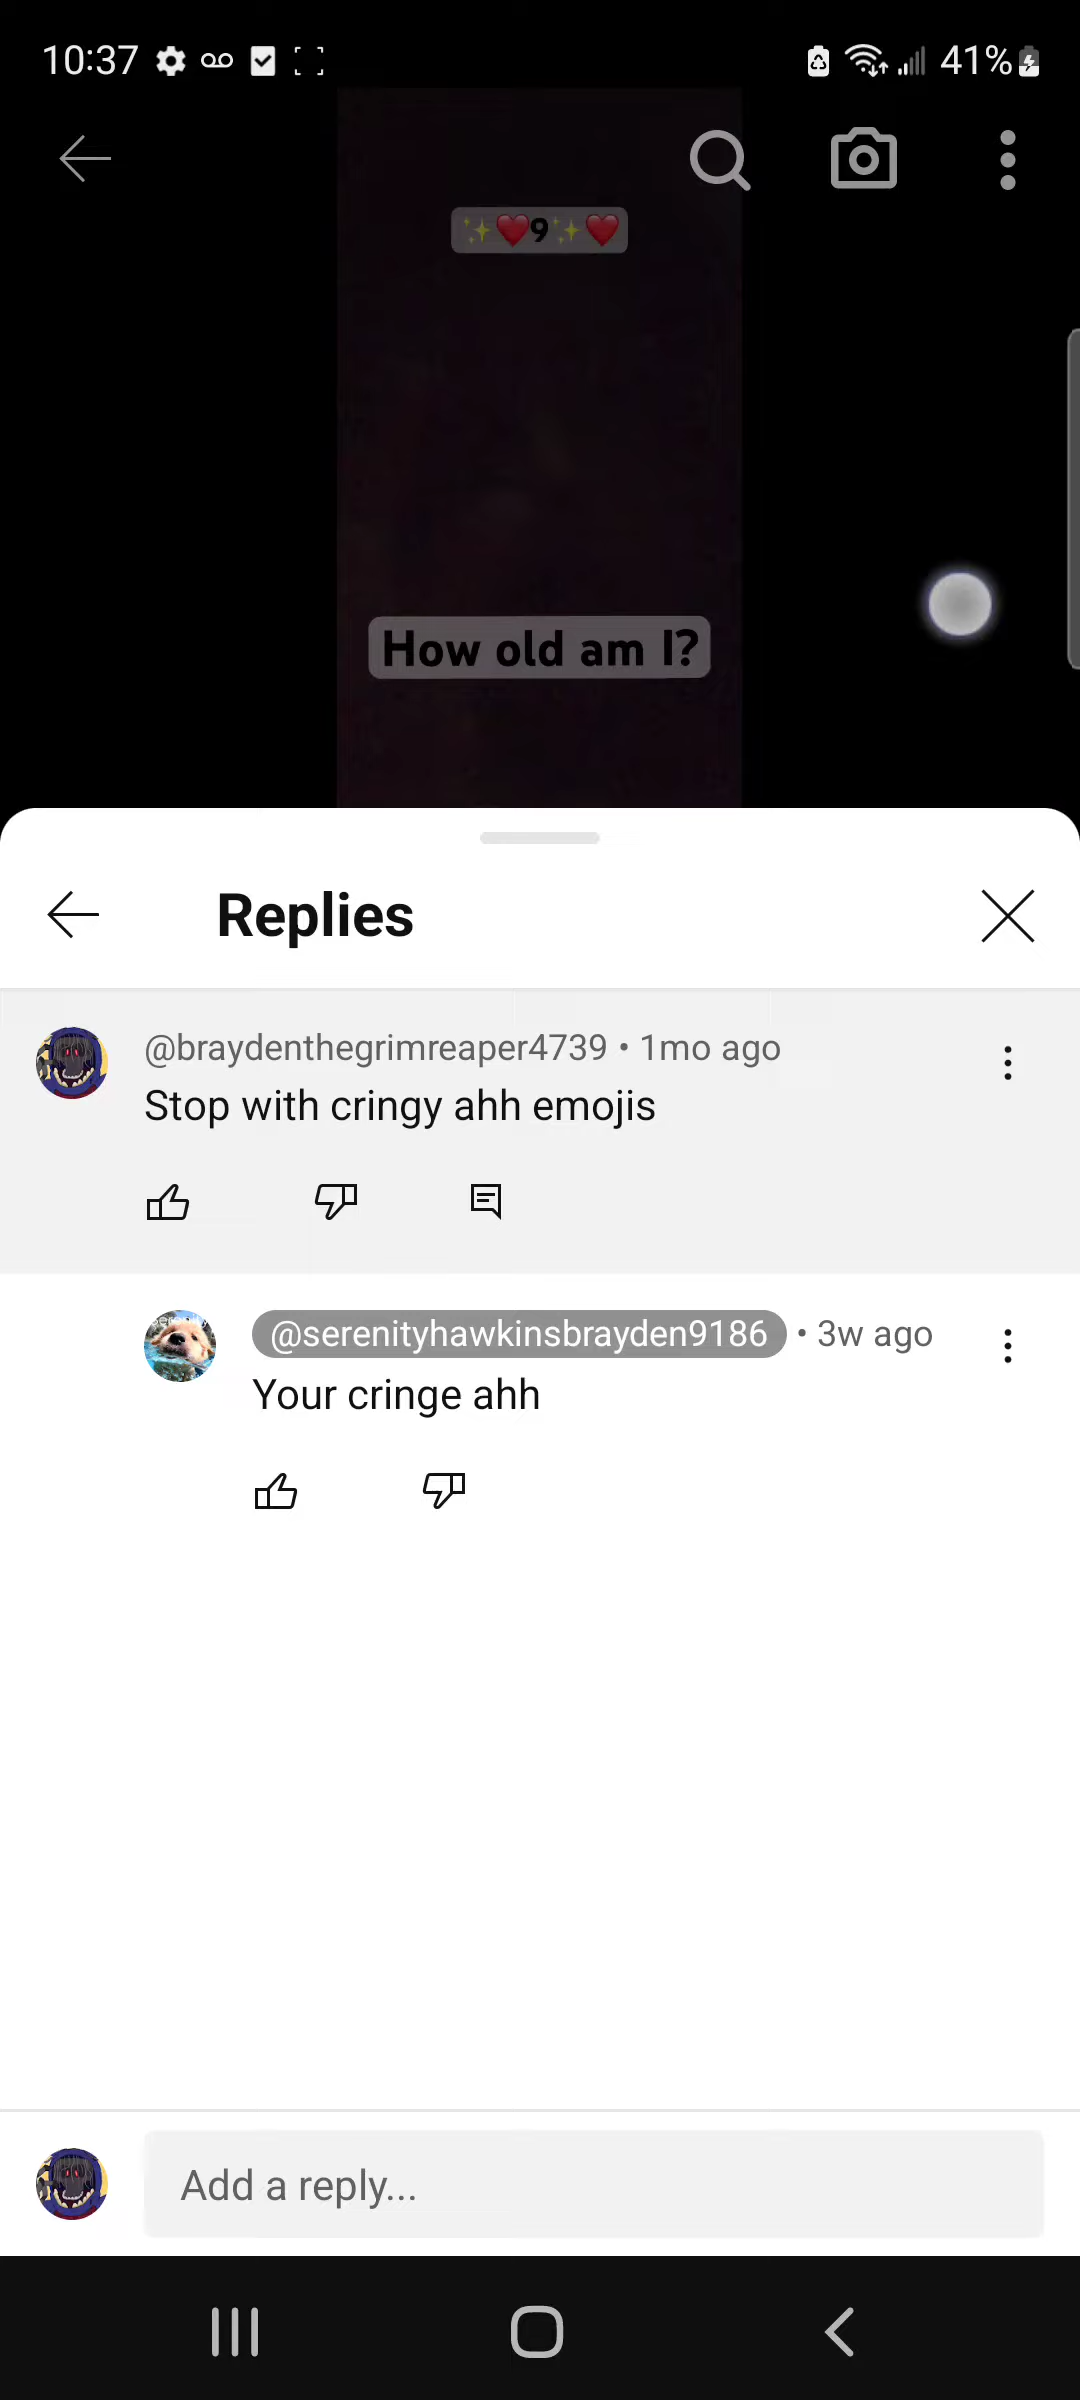 10:37
41%
✨❤️9✨❤️
How old am I?
Replies
@braydenthegrimreaper4739 • 1mo ago
Stop with cringy ahh emojis
@serenityhawkinsbrayden9186 • 3w ago
Your cringe ahh
Add a reply...